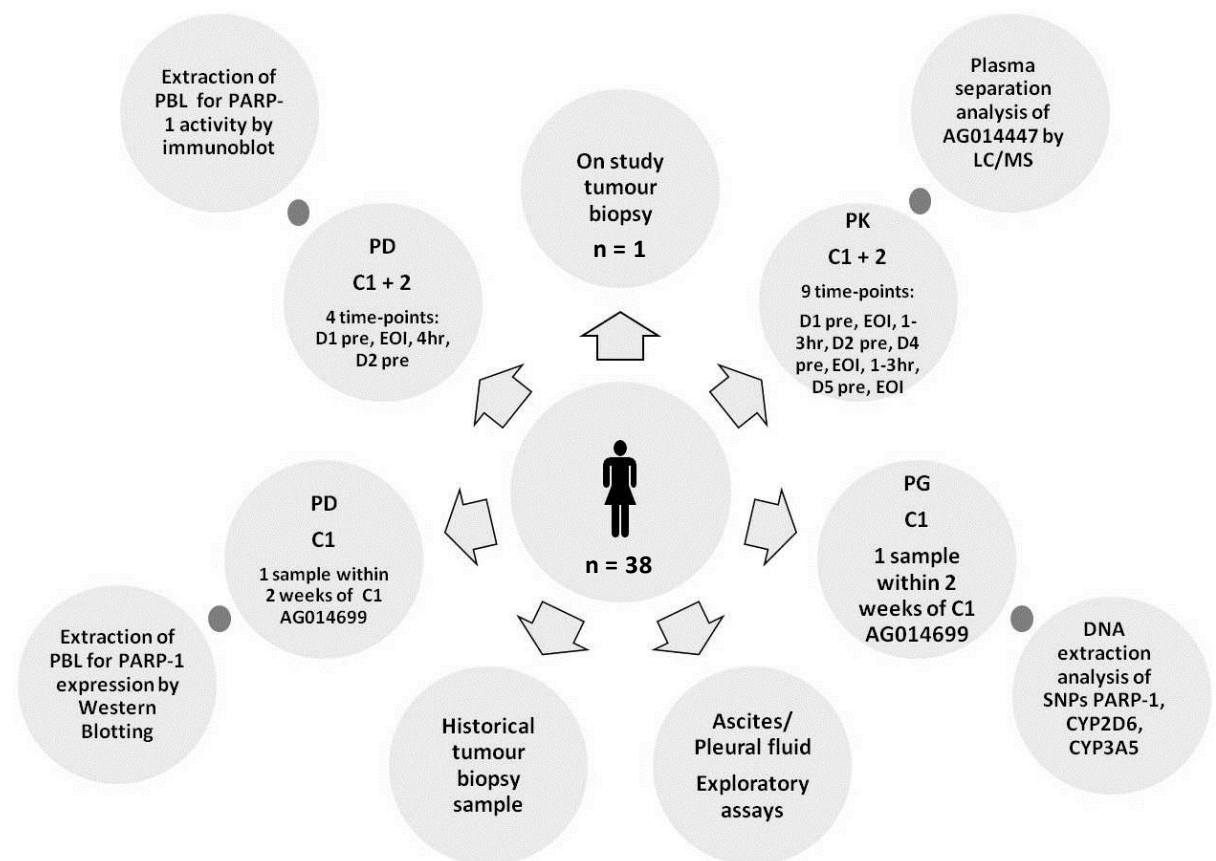 Extraction of
PBL for PARP-
1 activity by
immunoblot
PD
C1 + 2
4 time-points:
D1 pre, EOI, 4hr,
D2 pre
On study
tumour
biopsy
n = 1
Plasma
separation
analysis of
AG014447 by
LC/MS
PK
C1 + 2
9 time-points:
D1 pre, EOI, 1-
3hr, D2 pre, D4
pre, EOI, 1-3hr,
D5 pre, EOI
n = 38
PD
C1
1 sample within
2 weeks of C1
AG014699
Extraction of
PBL for PARP-1
expression by
Western
Blotting
PG
C1
1 sample
within 2
weeks of C1
AG014699
DNA
extraction
analysis of
SNPs PARP-1,
CYP2D6,
CYP3A5
Historical
tumour
biopsy
sample
Ascites/
Pleural fluid
Exploratory
assays